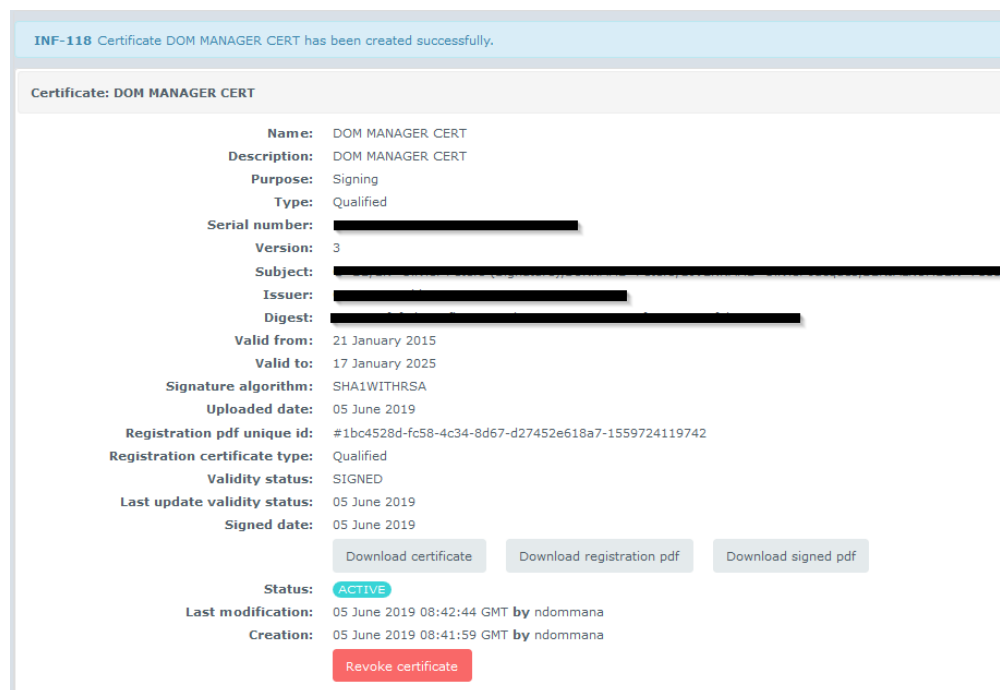 INF-118 Certificate DOM MANAGER CERT has been created successfully.
Certificate: DOM MANAGER CERT
Name: DOM MANAGER CERT
Description: DOM MANAGER CERT
Purpose: Signing
Type: Qualified
Serial number:
Version: 3
Subject:
Issuer:
Digest:
Valid from: 21 January 2015
Valid to: 17 January 2025
Signature algorithm: SHA1WITHRSA
Uploaded date: 05 June 2019
Registration pdf unique id: #1bc4528d-fc58-4c34-8d67-d27452e618a7-1559724119742
Registration certificate type: Qualified
Validity status: SIGNED
Last update validity status: 05 June 2019
Signed date: 05 June 2019
Download certificate Download registration pdf Download signed pdf
Status: ACTIVE
Last modification: 05 June 2019 08:42:44 GMT by ndommana
Creation: 05 June 2019 08:41:59 GMT by ndommana
Revoke certificate